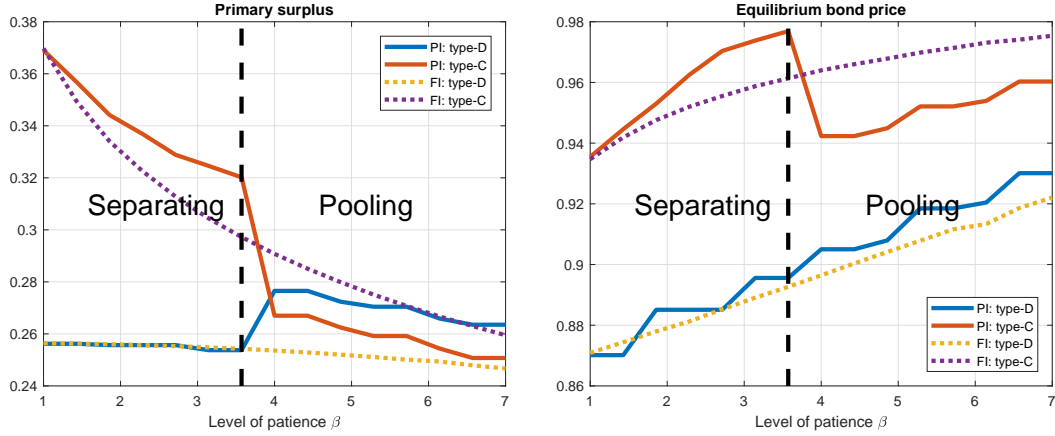 Primary surplus
0.38
0.36
0.34
0.32
0.3
0.28
0.26
0.24
1
2
3
4
5
6
7
Level of patience β
PI: type-D
PI: type-C
FI: type-D
FI: type-C
Separating
Pooling
Equilibrium bond price
0.98
0.96
0.94
0.92
0.9
0.88
0.86
1
2
3
4
5
6
7
Level of patience β
Separating
Pooling
PI: type-D
PI: type-C
FI: type-D
FI: type-C